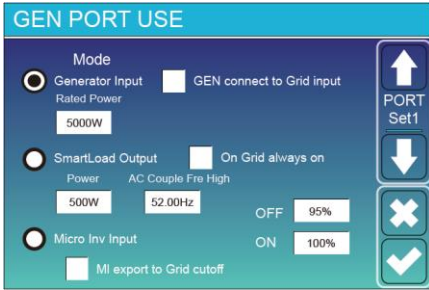 GEN PORT USE
Mode
Generator Input GEN connect to Grid input
Rated Power
5000W
PORT
Set1
SmartLoad Output On Grid always on
Power AC Couple Fre High
500W 52.00Hz
OFF 95%
Micro Inv Input ON 100%
MI export to Grid cutoff